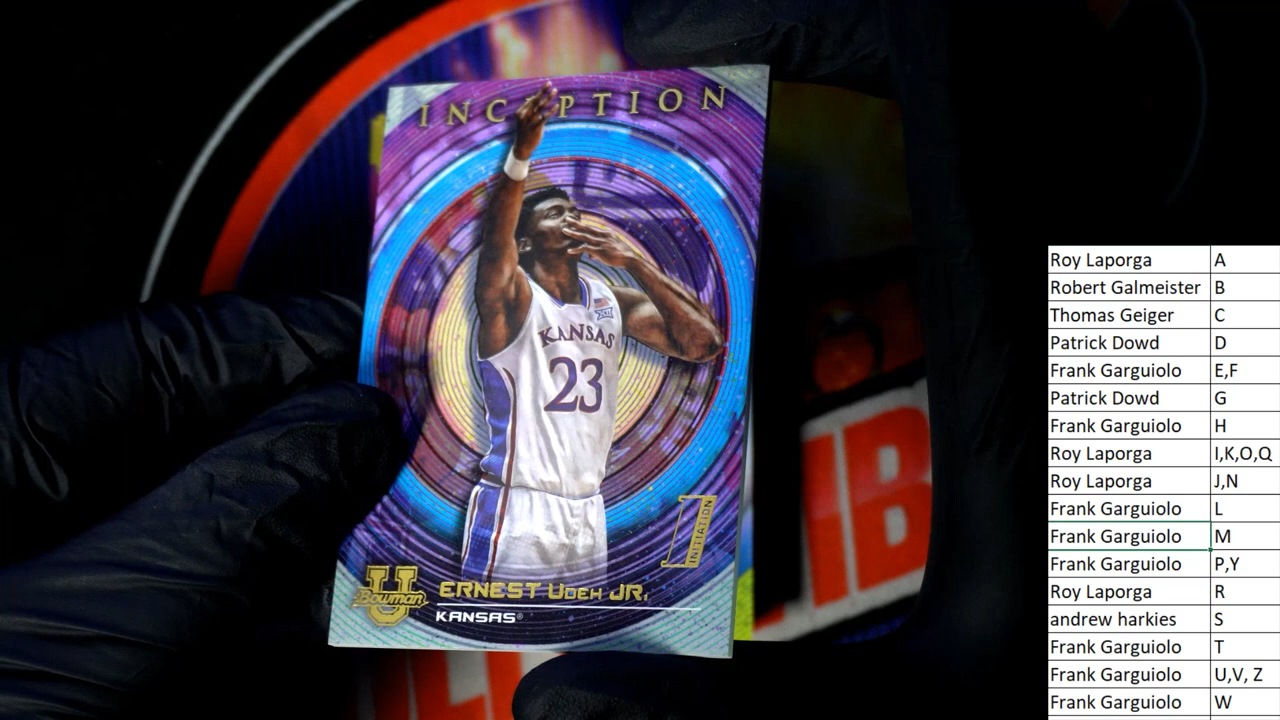 INCEPTION
KANSAS
23
INITIATION
U
Bowman
ERNEST UDEH JR.
KANSAS®
Roy Laporga A
Robert Galmeister B
Thomas Geiger C
Patrick Dowd D
Frank Garguiolo E,F
Patrick Dowd G
Frank Garguiolo H
Roy Laporga I,K,O,Q
Roy Laporga J,N
Frank Garguiolo L
Frank Garguiolo M
Frank Garguiolo P,Y
Roy Laporga R
andrew harkies S
Frank Garguiolo T
Frank Garguiolo U,V, Z
Frank Garguiolo W